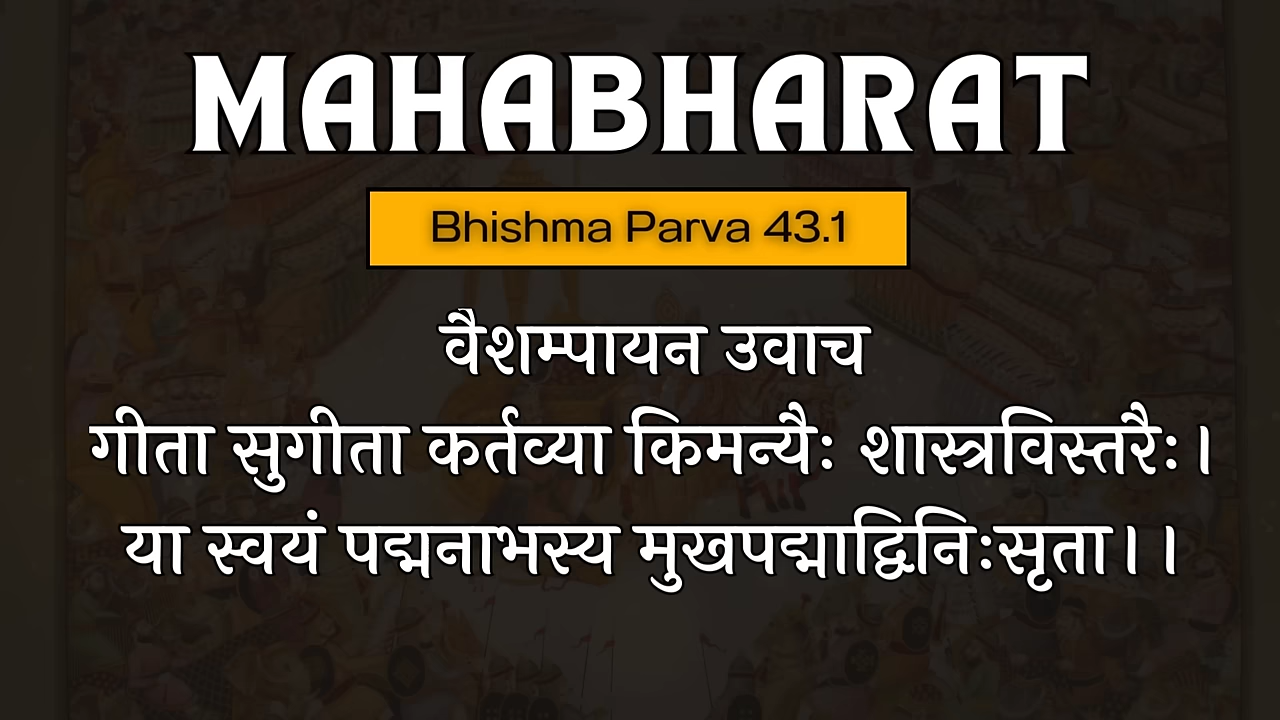 MAHABHARAT
Bhishma Parva 43.1
वैशम्पायन उवाच
गीता सुगीता कर्तव्या किमन्यैः शास्त्रविस्तरैः।
या स्वयं पद्मनाभस्य मुखपद्माद्विनिःसृता।।